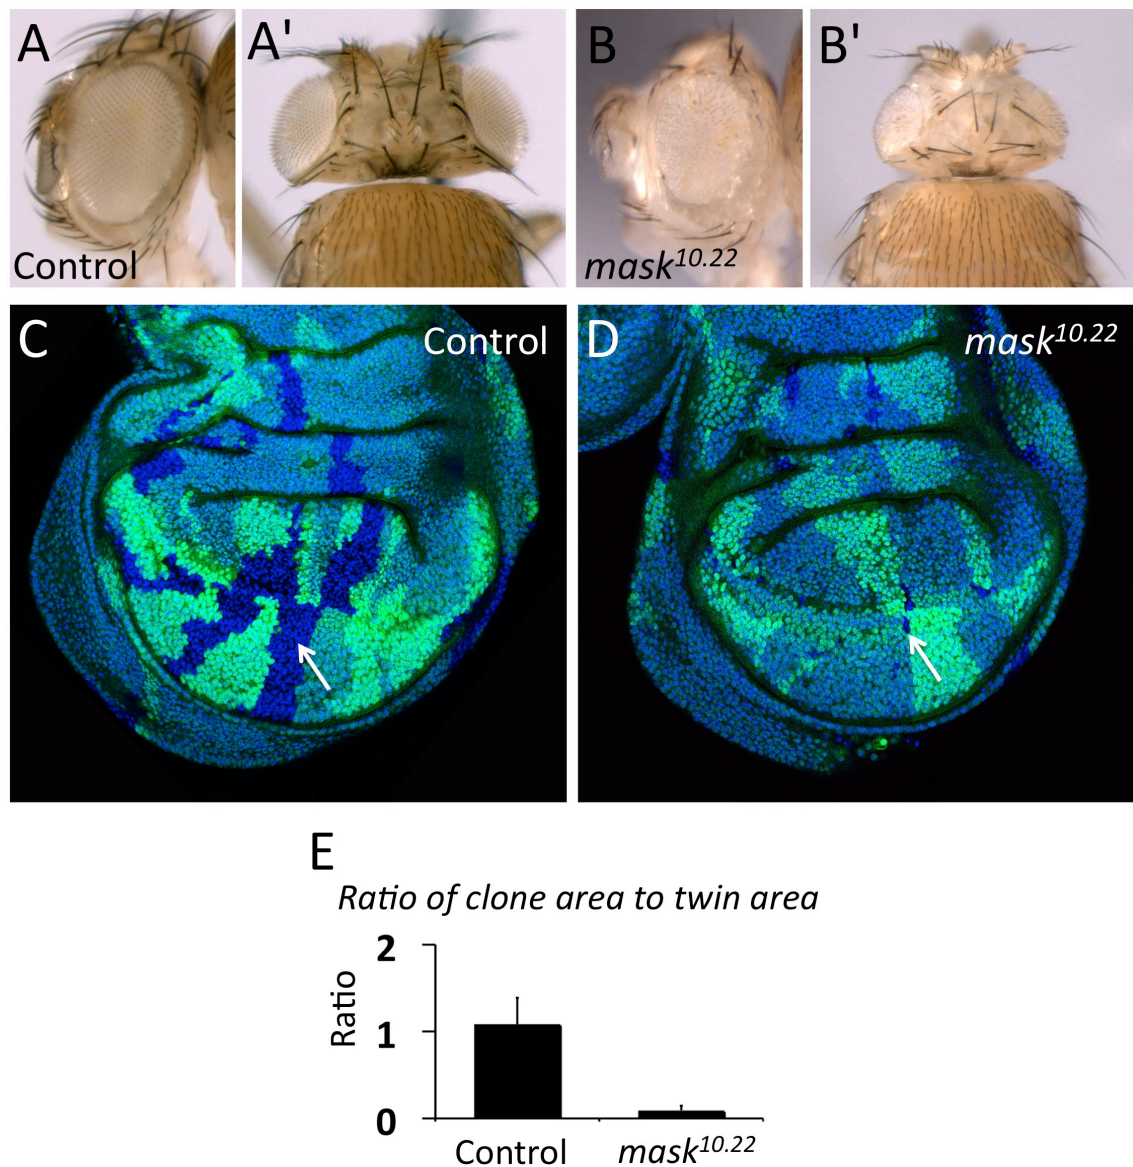 A
A'
B
B'
Control
mask10.22
C
Control
D
mask10.22
E
Ratio of clone area to twin area
2
Ratio
1
0
Control
mask10.22